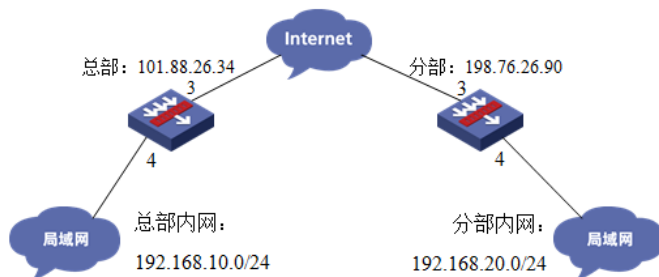 Internet
总部：101.88.26.34
分部：198.76.26.90
3
3
4
4
局域网
总部内网：
192.168.10.0/24
分部内网：
192.168.20.0/24
局域网